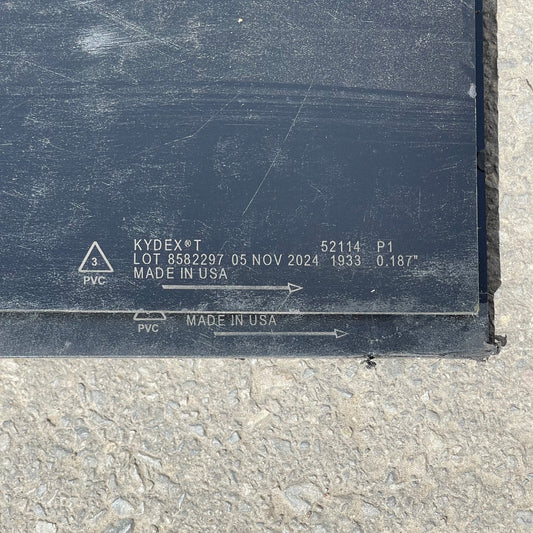 KYDEX® T 52114 P1
3 LOT 8582297 05 NOV 2024 1933 0.187"
PVC MADE IN USA
PVC MADE IN USA